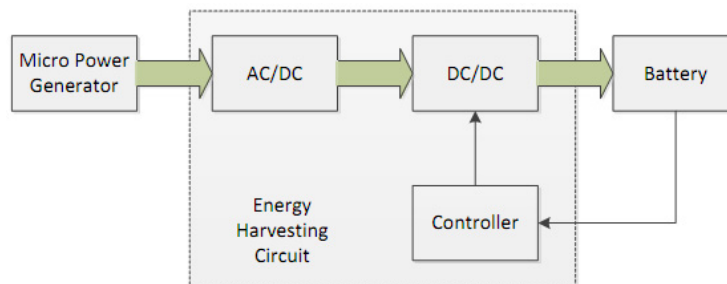 Micro Power
Generator
AC/DC
DC/DC
Battery
Energy
Harvesting
Circuit
Controller